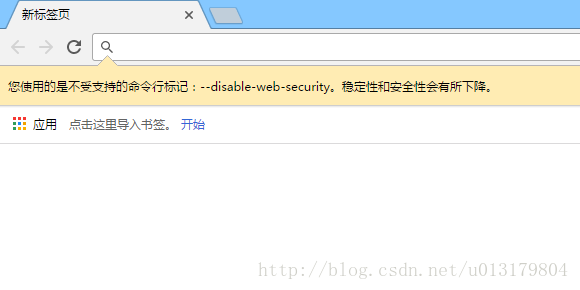 新标签页
您使用的是不受支持的命令行标记：--disable-web-security。稳定性和安全性会有所下降。
应用 点击这里导入书签。 开始
http://blog.csdn.net/u013179804